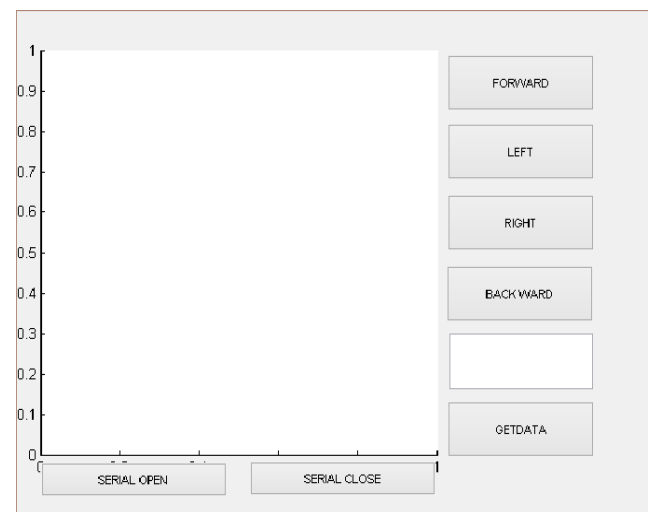 1
0.9
0.8
0.7
0.6
0.5
0.4
0.3
0.2
0.1
0
1
FORWARD
LEFT
RIGHT
BACK WARD
GETDATA
SERIAL OPEN
SERIAL CLOSE